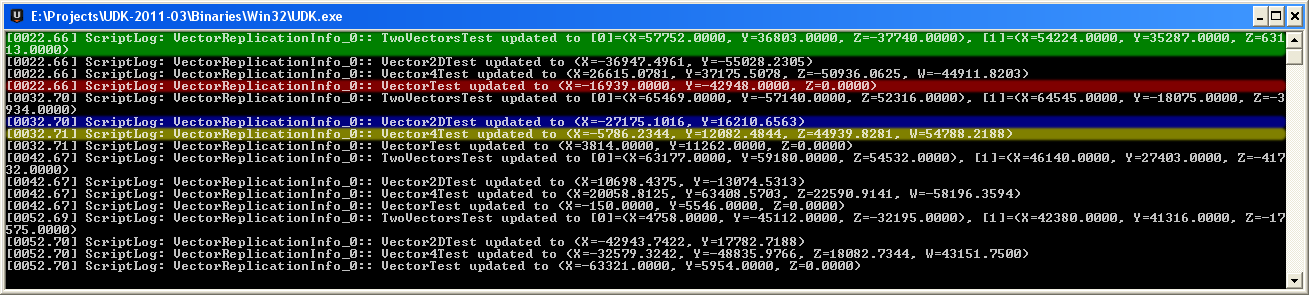 E:\Projects\UDK-2011-03\Binaries\Win32\UDK.exe
[0022.66] ScriptLog: VectorReplicationInfo_0:: TwoVectorsTest updated to [0]=(X=57752.0000, Y=36803.0000, Z=-37740.0000), [1]=(X=54224.0000, Y=35287.0000, Z=631
13.0000)
[0022.66] ScriptLog: VectorReplicationInfo_0:: Vector2DTest updated to (X=-36947.4961, Y=-55028.2305)
[0022.66] ScriptLog: VectorReplicationInfo_0:: Vector4Test updated to (X=26615.0781, Y=37175.5078, Z=-50936.0625, W=-44911.8203)
[0022.66] ScriptLog: VectorReplicationInfo_0:: VectorTest updated to (X=-16939.0000, Y=-42948.0000, Z=0.0000)
[0032.70] ScriptLog: VectorReplicationInfo_0:: TwoVectorsTest updated to [0]=(X=65469.0000, Y=-57140.0000, Z=52316.0000), [1]=(X=64545.0000, Y=-18075.0000, Z=-3
934.0000)
[0032.70] ScriptLog: VectorReplicationInfo_0:: Vector2DTest updated to (X=-27175.1016, Y=16210.6563)
[0032.71] ScriptLog: VectorReplicationInfo_0:: Vector4Test updated to (X=-5786.2344, Y=12082.4844, Z=44939.8281, W=54788.2188)
[0032.71] ScriptLog: VectorReplicationInfo_0:: VectorTest updated to (X=3814.0000, Y=11262.0000, Z=0.0000)
[0042.67] ScriptLog: VectorReplicationInfo_0:: TwoVectorsTest updated to [0]=(X=63177.0000, Y=59180.0000, Z=54532.0000), [1]=(X=46140.0000, Y=27403.0000, Z=-417
32.0000)
[0042.67] ScriptLog: VectorReplicationInfo_0:: Vector2DTest updated to (X=10698.4375, Y=-13074.5313)
[0042.67] ScriptLog: VectorReplicationInfo_0:: Vector4Test updated to (X=20058.8125, Y=63408.5703, Z=22590.9141, W=-58196.3594)
[0042.67] ScriptLog: VectorReplicationInfo_0:: VectorTest updated to (X=-150.0000, Y=5546.0000, Z=0.0000)
[0052.69] ScriptLog: VectorReplicationInfo_0:: TwoVectorsTest updated to [0]=(X=4758.0000, Y=-45112.0000, Z=-32195.0000), [1]=(X=42380.0000, Y=41316.0000, Z=-17
575.0000)
[0052.70] ScriptLog: VectorReplicationInfo_0:: Vector2DTest updated to (X=-42943.7422, Y=17782.7188)
[0052.70] ScriptLog: VectorReplicationInfo_0:: Vector4Test updated to (X=-32579.3242, Y=-48835.9766, Z=18082.7344, W=43151.7500)
[0052.70] ScriptLog: VectorReplicationInfo_0:: VectorTest updated to (X=-63321.0000, Y=5954.0000, Z=0.0000)